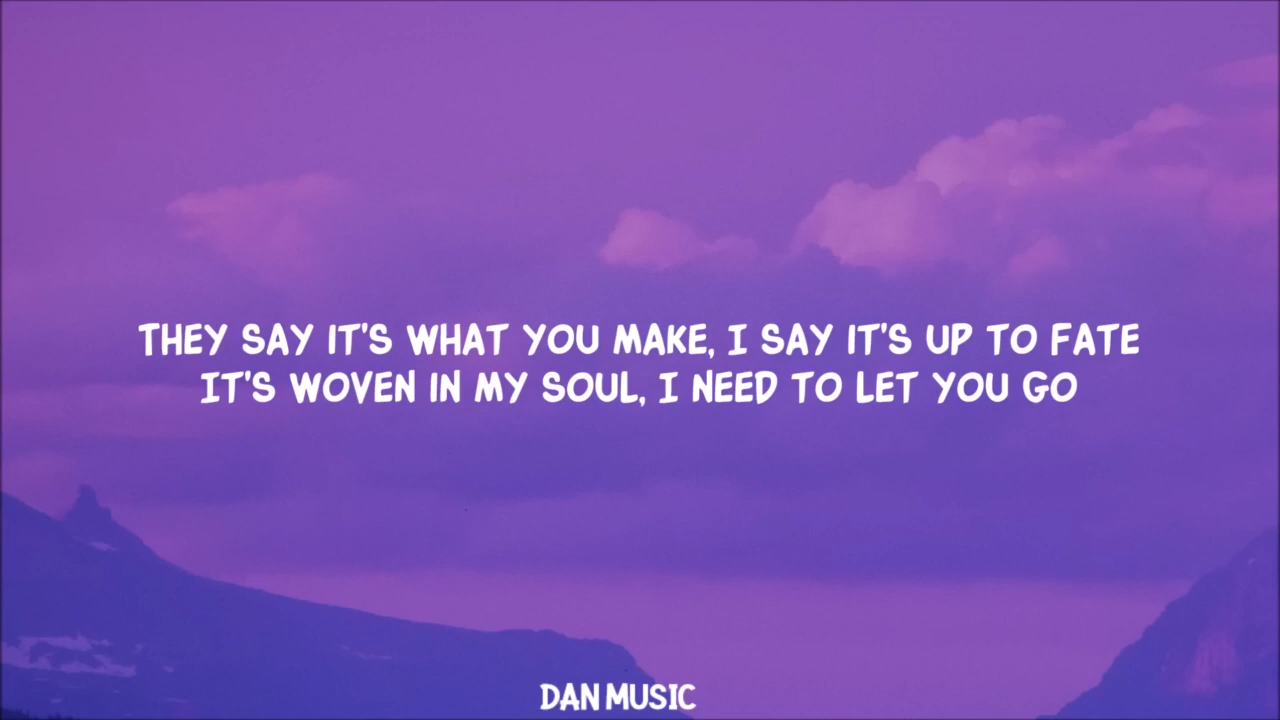 THEY SAY IT'S WHAT YOU MAKE, I SAY IT'S UP TO FATE
IT'S WOVEN IN MY SOUL, I NEED TO LET YOU GO
DAN MUSIC